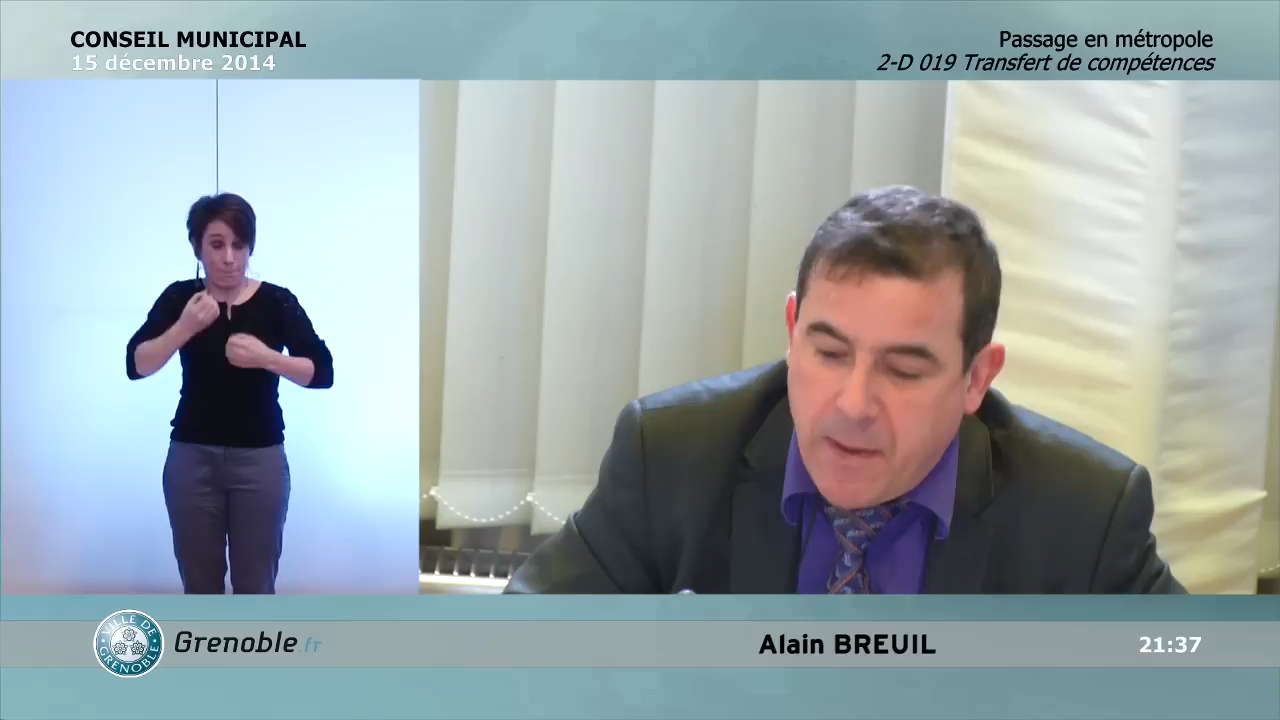 CONSEIL MUNICIPAL
15 décembre 2014
Passage en métropole
2-D 019 Transfert de compétences
VILLE DE GRENOBLE
Grenoble.fr
Alain BREUIL
21:37